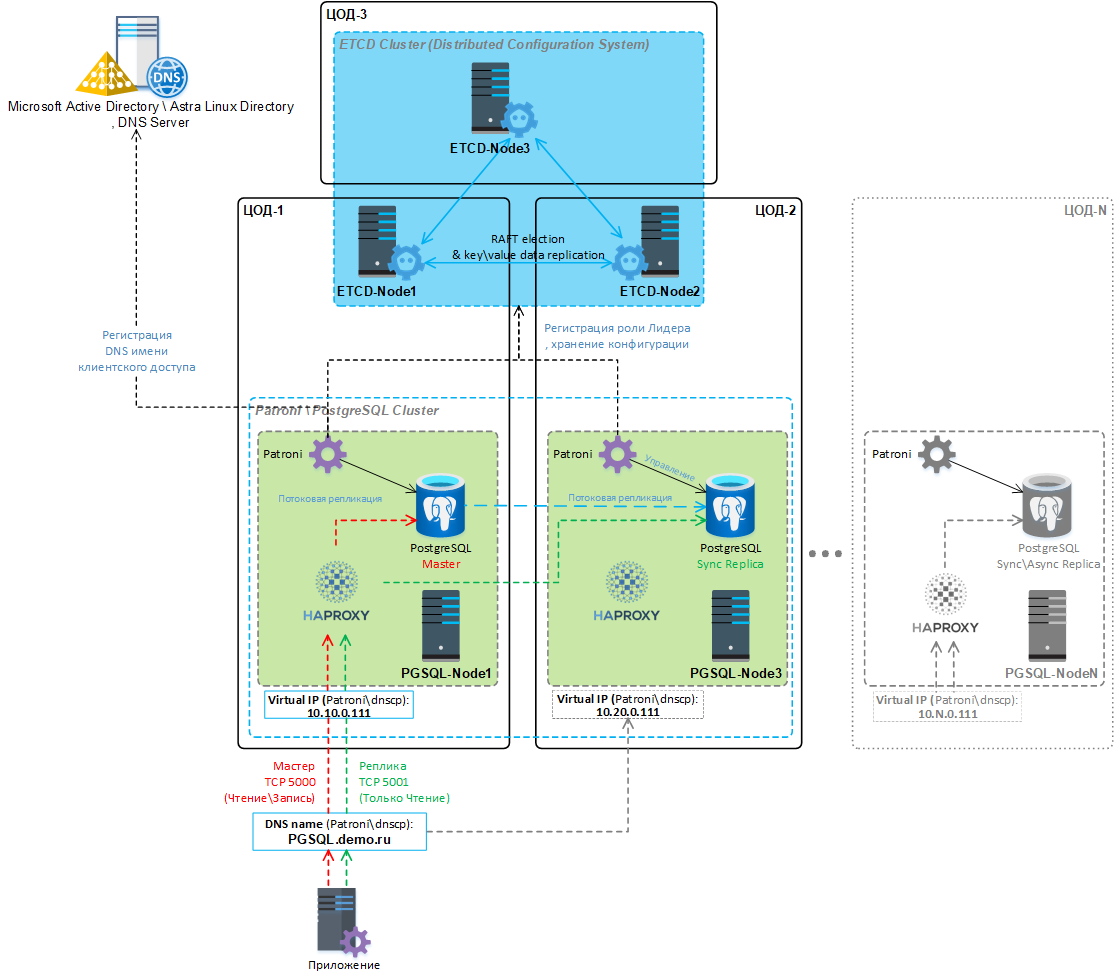 ЦОД-3
ETCD Cluster (Distributed Configuration System)
DNS
Microsoft Active Directory \ Astra Linux Directory
, DNS Server
ETCD-Node3
ЦОД-1
ЦОД-2
ЦОД-N
RAFT election
& key\value data replication
ETCD-Node1
ETCD-Node2
Регистрация
DNS имени
клиентского доступа
Регистрация роли Лидера
, хранение конфигурации
Patroni \ PostgreSQL Cluster
Patroni
Потоковая репликация
PostgreSQL
Master
HAPROXY
PGSQL-Node1
Patroni
Управление
Потоковая репликация
PostgreSQL
Sync Replica
HAPROXY
PGSQL-Node3
Patroni
PostgreSQL
Sync\Async Replica
HAPROXY
PGSQL-NodeN
Virtual IP (Patroni\dnscp):
10.10.0.111
Virtual IP (Patroni\dnscp):
10.20.0.111
Virtual IP (Patroni\dnscp):
10.N.0.111
Мастер
TCP 5000
(Чтение\Запись)
Реплика
TCP 5001
(Только Чтение)
DNS name (Patroni\dnscp):
PGSQL.demo.ru
Приложение